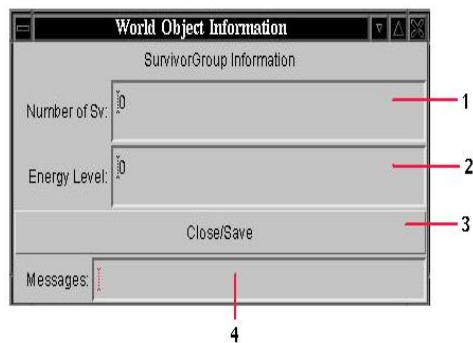 World Object Information
SurvivorGroup Information
Number of Sv: 0
1
Energy Level: 0
2
Close/Save
3
Messages:
4